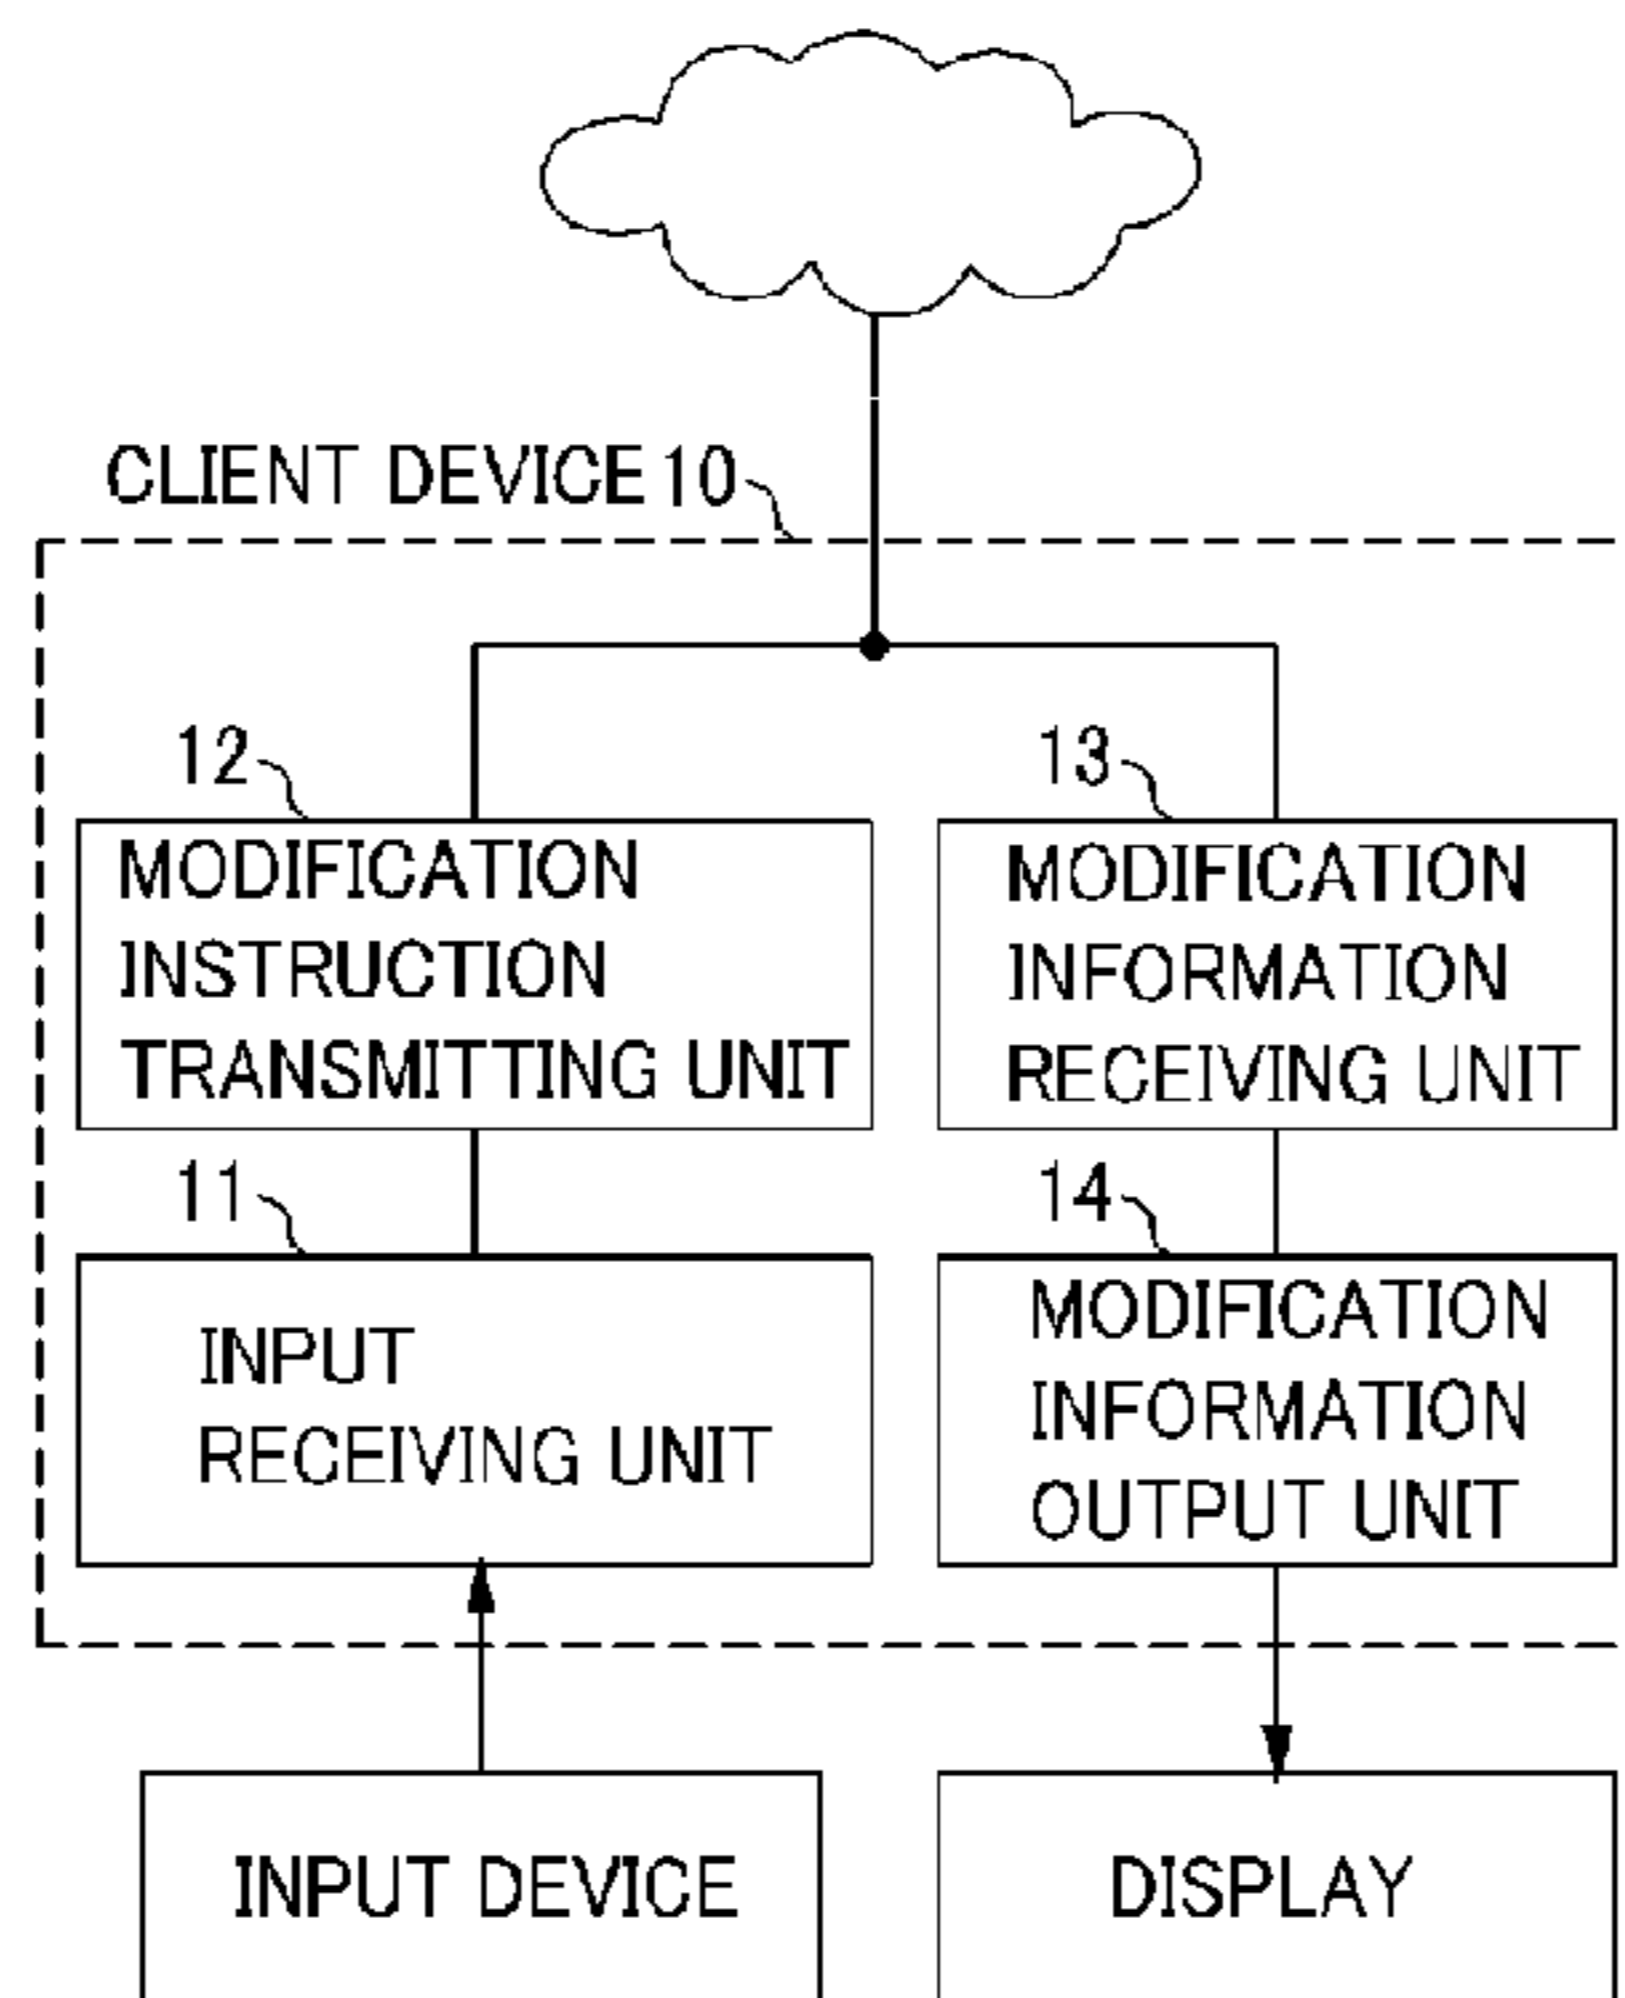 CLIENT DEVICE 10
12
MODIFICATION
INSTRUCTION
TRANSMITTING UNIT
13
MODIFICATION
INFORMATION
RECEIVING UNIT
11
INPUT
RECEIVING UNIT
14
MODIFICATION
INFORMATION
OUTPUT UNIT
INPUT DEVICE
DISPLAY